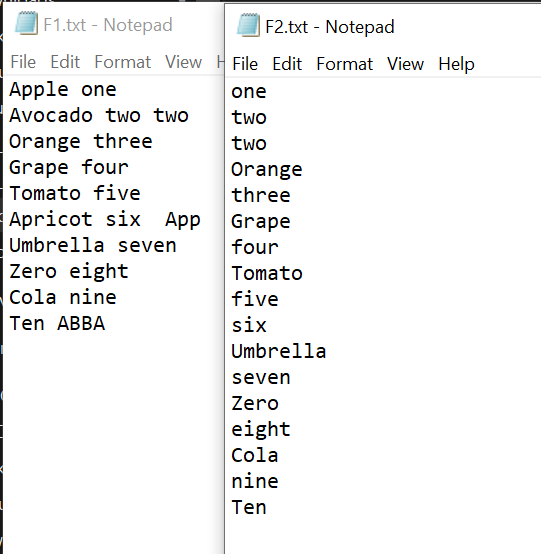 F1.txt - Notepad
File Edit Format View H
Apple one
Avocado two two
Orange three
Grape four
Tomato five
Apricot six  App
Umbrella seven
Zero eight
Cola nine
Ten ABBA
F2.txt - Notepad
File Edit Format View Help
one
two
two
Orange
three
Grape
four
Tomato
five
six
Umbrella
seven
Zero
eight
Cola
nine
Ten